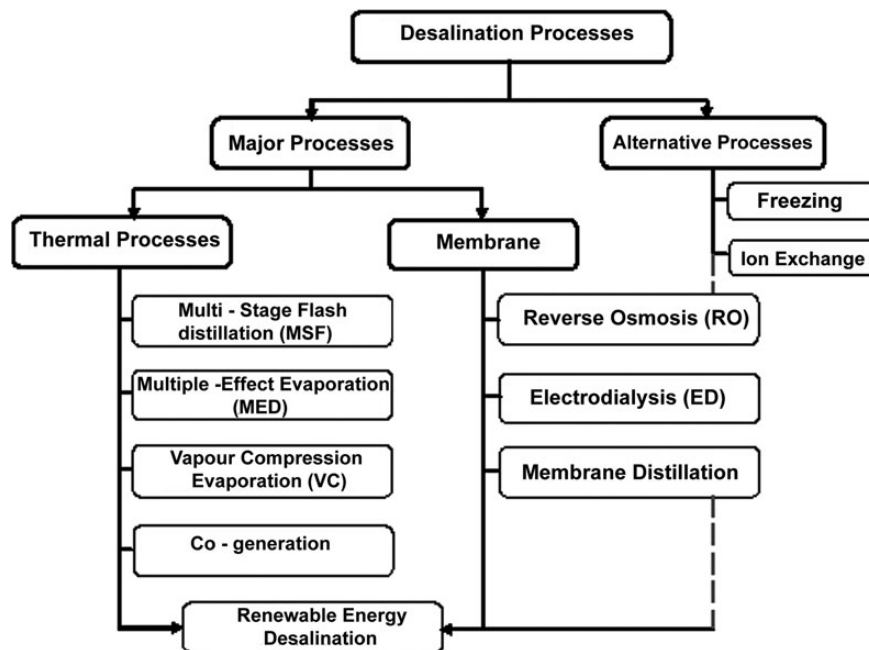 Desalination Processes
Major Processes
Alternative Processes
Freezing
Ion Exchange
Thermal Processes
Membrane
Multi - Stage Flash
distillation (MSF)
Multiple -Effect Evaporation
(MED)
Vapour Compression
Evaporation (VC)
Co - generation
Reverse Osmosis (RO)
Electrodialysis (ED)
Membrane Distillation
Renewable Energy
Desalination